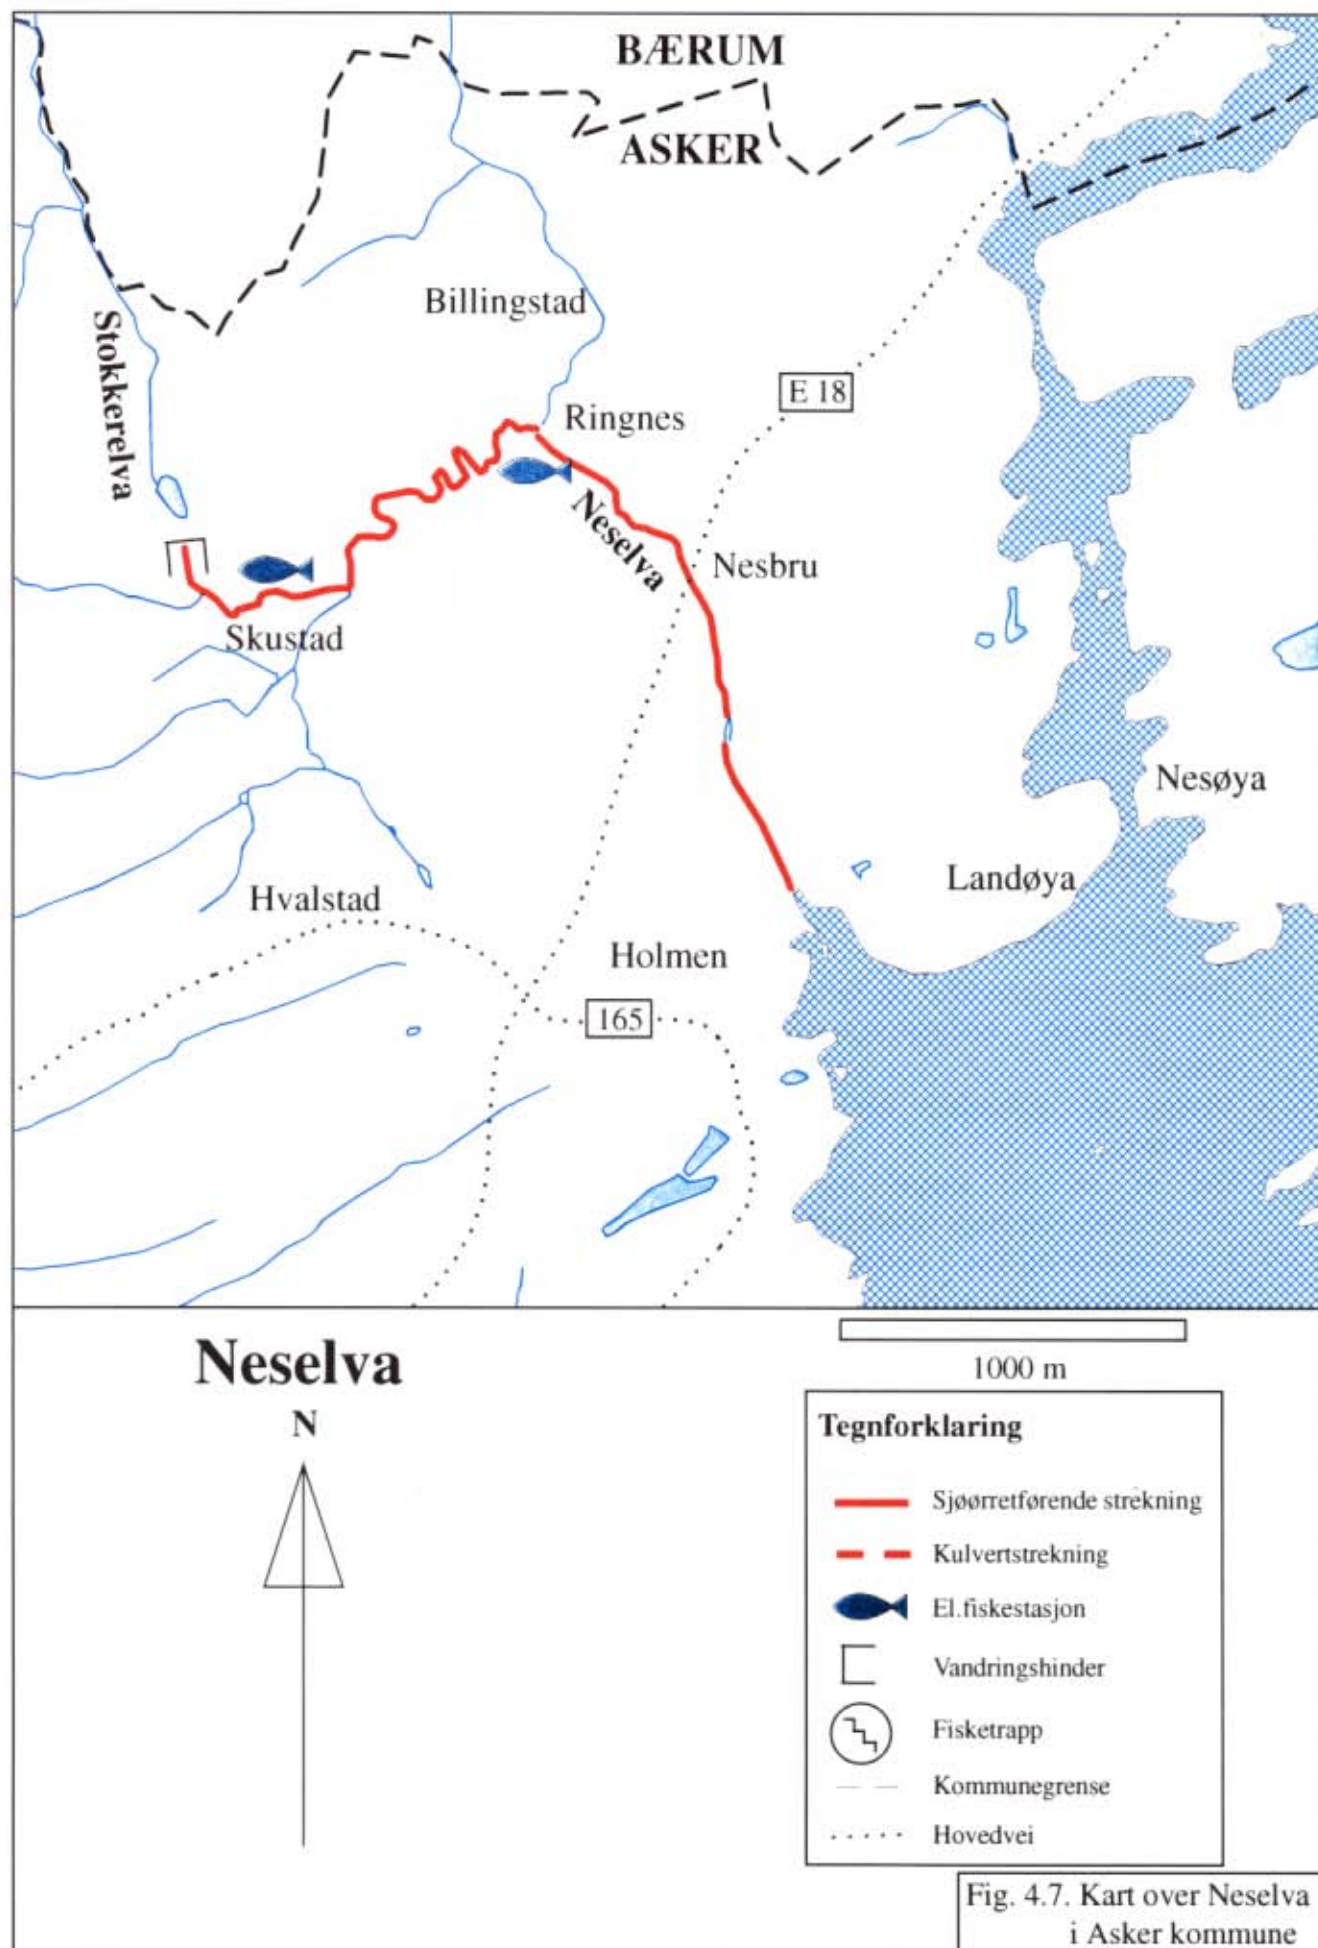 BÆRUM
ASKER
Billingstad
Stokkerelva
E 18
Ringnes
Neselva
Nesbru
Skustad
Nesøya
Landøya
Hvalstad
Holmen
165
Neselva
N
1000 m
Tegnforklaring
Sjøørretførende strekning
Kulvertstrekning
El.fiskestasjon
Vandringshinder
Fisketrapp
Kommunegrense
Hovedvei
Fig. 4.7. Kart over Neselva
i Asker kommune